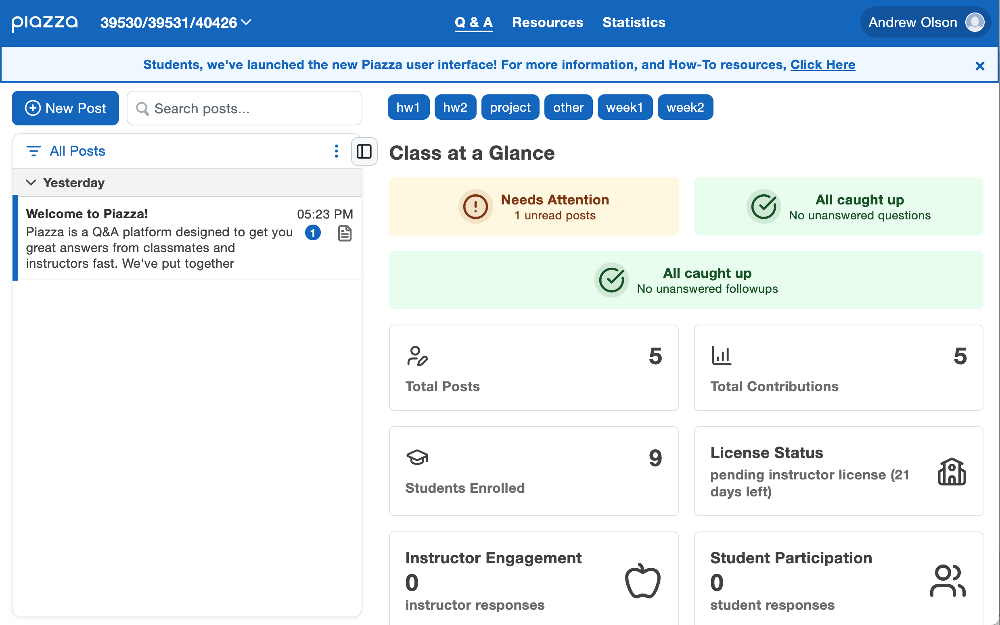 piazza
39530/39531/40426
Q & A
Resources
Statistics
Andrew Olson
Students, we've launched the new Piazza user interface! For more information, and How-To resources, Click Here
New Post
Search posts...
hw1
hw2
project
other
week1
week2
All Posts
Yesterday
Welcome to Piazza!
05:23 PM
Piazza is a Q&A platform designed to get you
1
great answers from classmates and
instructors fast. We've put together
Class at a Glance
Needs Attention
1 unread posts
All caught up
No unanswered questions
All caught up
No unanswered followups
5
Total Posts
5
Total Contributions
9
Students Enrolled
License Status
pending instructor license (21
days left)
Instructor Engagement
0
instructor responses
Student Participation
0
student responses